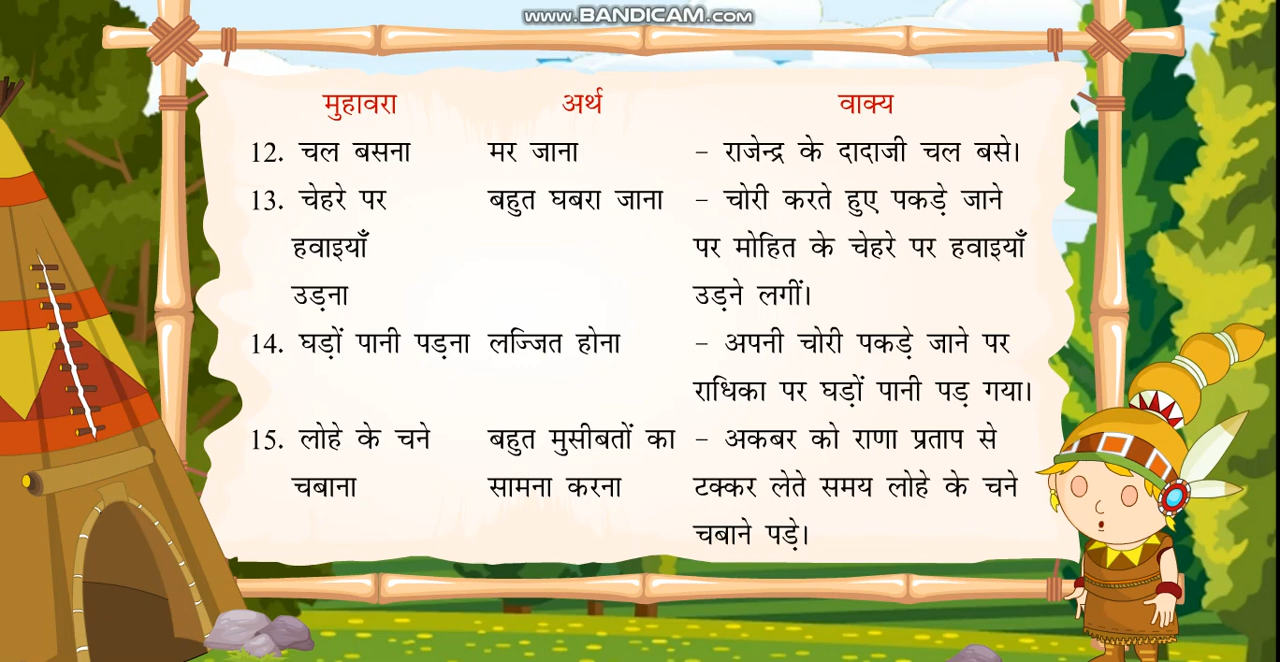 www.BANDICAM.com
मुहावरा अर्थ वाक्य
12. चल बसना मर जाना – राजेन्द्र के दादाजी चल बसे।
13. चेहरे पर बहुत घबरा जाना – चोरी करते हुए पकड़े जाने
हवाइयाँ पर मोहित के चेहरे पर हवाइयाँ
उड़ना उड़ने लगीं।
14. घड़ों पानी पड़ना लज्जित होना – अपनी चोरी पकड़े जाने पर
राधिका पर घड़ों पानी पड़ गया।
15. लोहे के चने बहुत मुसीबतों का – अकबर को राणा प्रताप से
चबाना सामना करना टक्कर लेते समय लोहे के चने
चबाने पड़े।